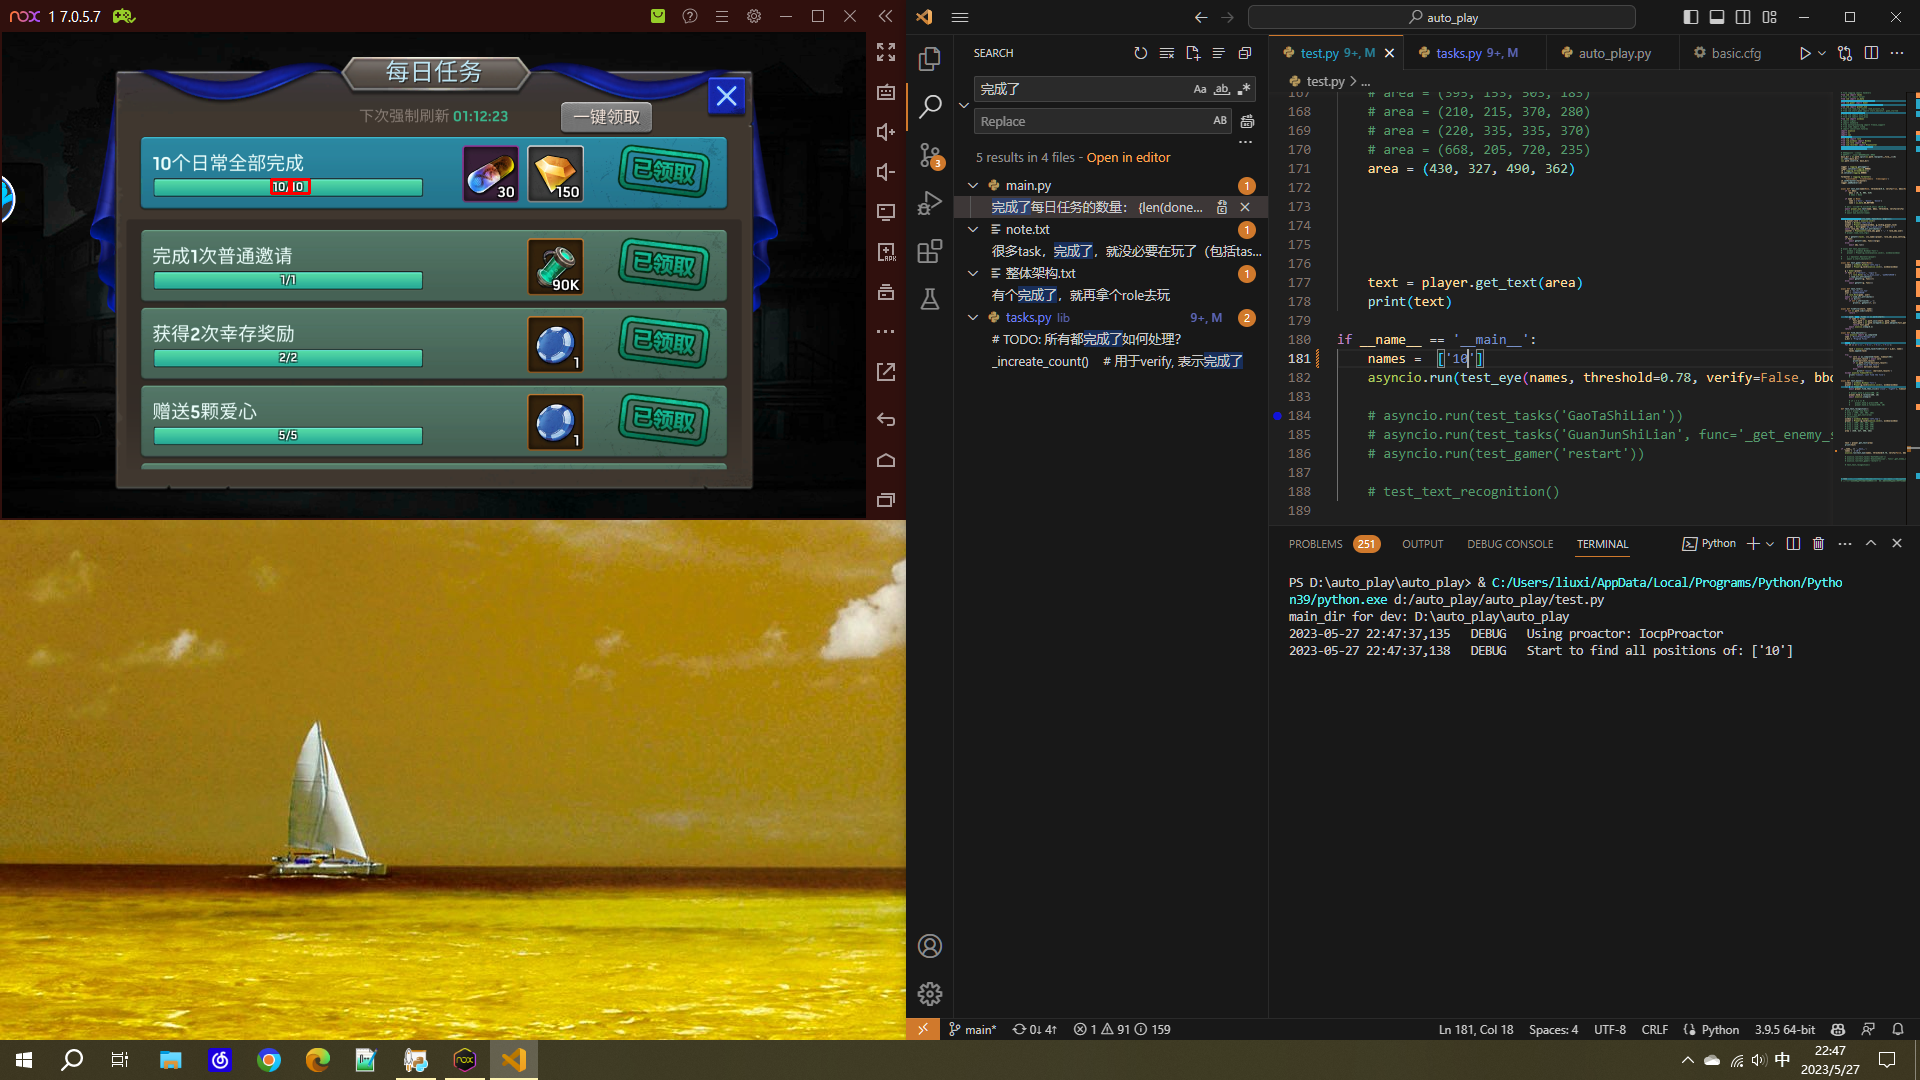 nox 1 7.0.5.7
每日任务
下次强制刷新 01:12:23
一键领取
10个日常全部完成
10/10
30
150
已领取
完成1次普通邀请
1/1
90K
已领取
获得2次幸存奖励
2/2
1
已领取
赠送5颗爱心
5/5
1
已领取
auto_play
SEARCH
完成了
Aa
ab
Replace
AB
5 results in 4 files - Open in editor
main.py
1
完成了每日任务的数量： {len(done...
note.txt
1
很多task，完成了，就没必要在玩了（包括tas...
整体架构.txt
1
有个完成了，就再拿个role去玩
tasks.py lib
9+, M
2
# TODO: 所有都完成了如何处理?
_increate_count() # 用于verify, 表示完成了
3
test.py 9+, M
tasks.py 9+, M
auto_play.py
basic.cfg
test.py > ...
167 # area = (395, 155, 505, 185)
168 # area = (210, 215, 370, 280)
169 # area = (220, 335, 335, 370)
170 # area = (668, 205, 720, 235)
171 area = (430, 327, 490, 362)
172
173
174
175
176
177 text = player.get_text(area)
178 print(text)
179
180 if __name__ == '__main__':
181 names = ['10']
182 asyncio.run(test_eye(names, threshold=0.78, verify=False, bbo
183
184 # asyncio.run(test_tasks('GaoTaShiLian'))
185 # asyncio.run(test_tasks('GuanJunShiLian', func='_get_enemy_s
186 # asyncio.run(test_gamer('restart'))
187
188 # test_text_recognition()
189
PROBLEMS 251 OUTPUT DEBUG CONSOLE TERMINAL
Python
PS D:\auto_play\auto_play> & C:/Users/liuxi/AppData/Local/Programs/Python/Pytho
n39/python.exe d:/auto_play/auto_play/test.py
main_dir for dev: D:\auto_play\auto_play
2023-05-27 22:47:37,135 DEBUG Using proactor: IocpProactor
2023-05-27 22:47:37,138 DEBUG Start to find all positions of: ['10']
main* 0↓ 4↑ 1 91 159
Ln 181, Col 18 Spaces: 4 UTF-8 CRLF Python 3.9.5 64-bit
中
22:47
2023/5/27